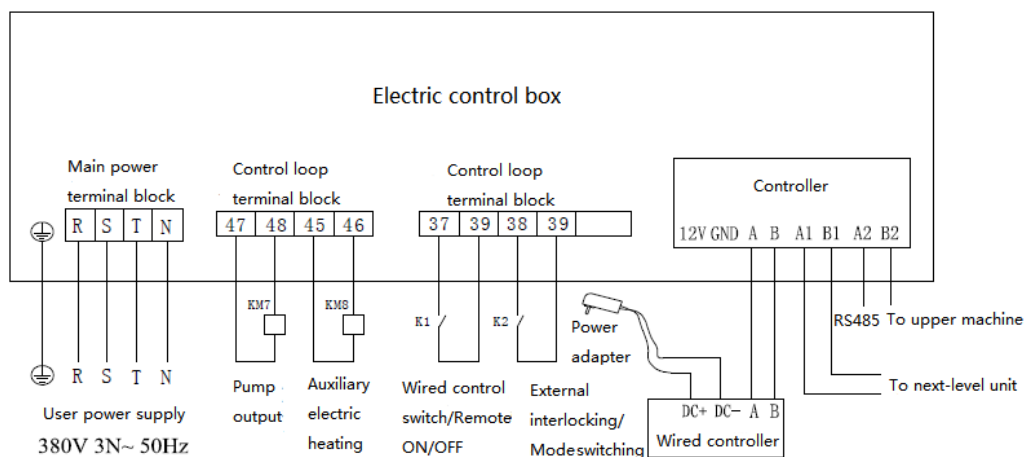 Electric control box
Main power
terminal block
Control loop
terminal block
Control loop
terminal block
Controller
R S T N
47 48 45 46
37 39 38 39
12V GND A B A1 B1 A2 B2
KM7
KM8
K1
K2
Power
adapter
RS485 To upper machine
To next-level unit
R S T N
User power supply
380V 3N~ 50Hz
Pump
output
Auxiliary
electric
heating
Wired control
switch/Remote
ON/OFF
External
interlocking/
Modeswitching
DC+ DC- A B
Wired controller